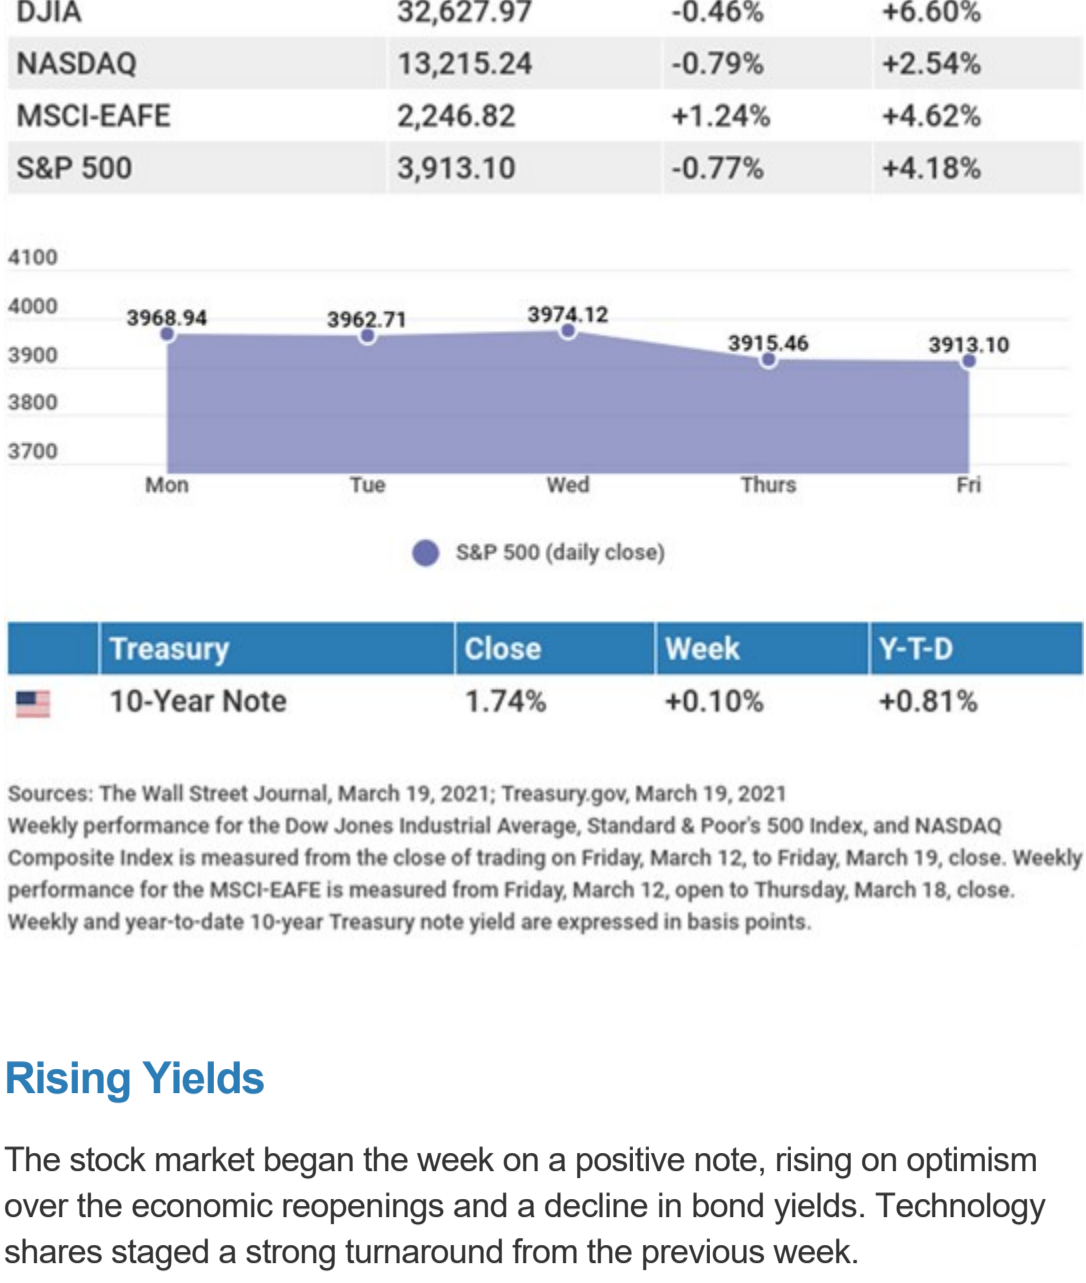 DJIA 32,627.97 -0.46% +6.60%
NASDAQ 13,215.24 -0.79% +2.54%
MSCI-EAFE 2,246.82 +1.24% +4.62%
S&P 500 3,913.10 -0.77% +4.18%
4100
4000
3900
3800
3700
3968.94 3962.71 3974.12 3915.46 3913.10
Mon Tue Wed Thurs Fri
S&P 500 (daily close)
Treasury Close Week Y-T-D
10-Year Note 1.74% +0.10% +0.81%
Sources: The Wall Street Journal, March 19, 2021; Treasury.gov, March 19, 2021
Weekly performance for the Dow Jones Industrial Average, Standard & Poor's 500 Index, and NASDAQ
Composite Index is measured from the close of trading on Friday, March 12, to Friday, March 19, close. Weekly
performance for the MSCI-EAFE is measured from Friday, March 12, open to Thursday, March 18, close.
Weekly and year-to-date 10-year Treasury note yield are expressed in basis points.
Rising Yields
The stock market began the week on a positive note, rising on optimism
over the economic reopenings and a decline in bond yields. Technology
shares staged a strong turnaround from the previous week.